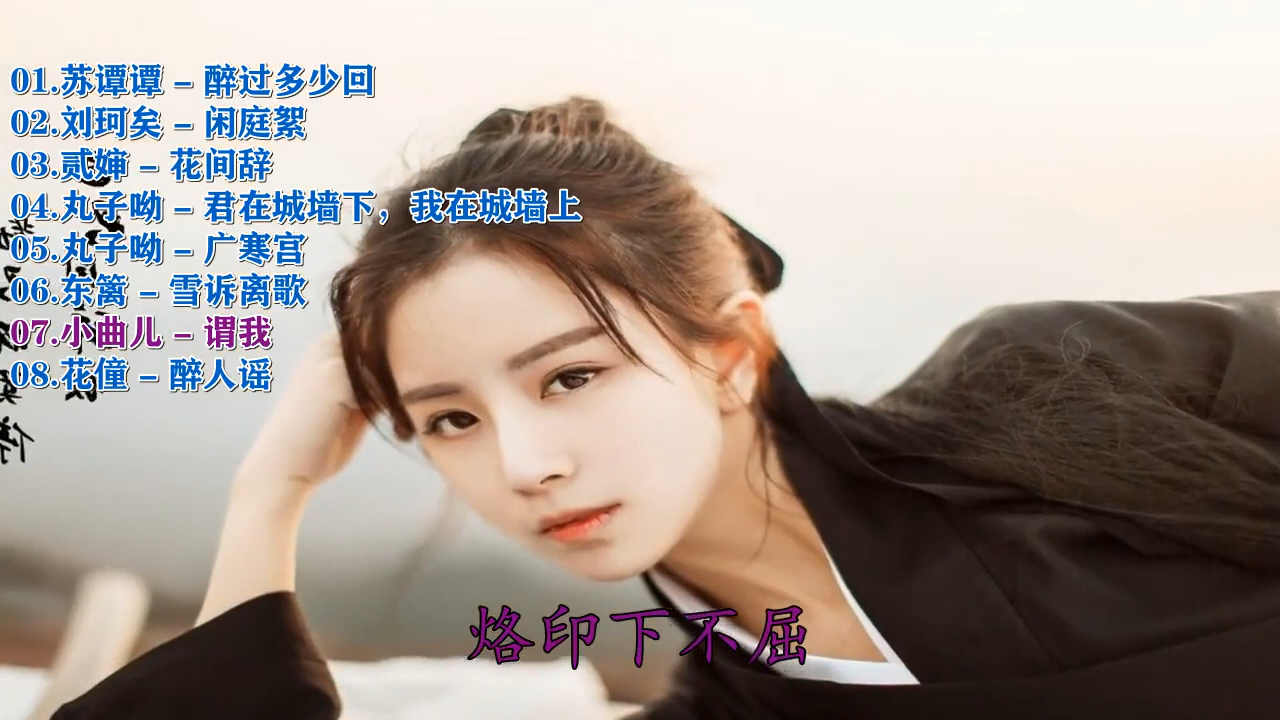 01.苏谭谭 – 醉过多少回
02.刘珂矣 – 闲庭絮
03.贰婶 – 花间辞
04.丸子呦 – 君在城墙下，我在城墙上
05.丸子呦 – 广寒宫
06.东篱 – 雪诉离歌
07.小曲儿 – 谓我
08.花僮 – 醉人谣
烙印下不屈